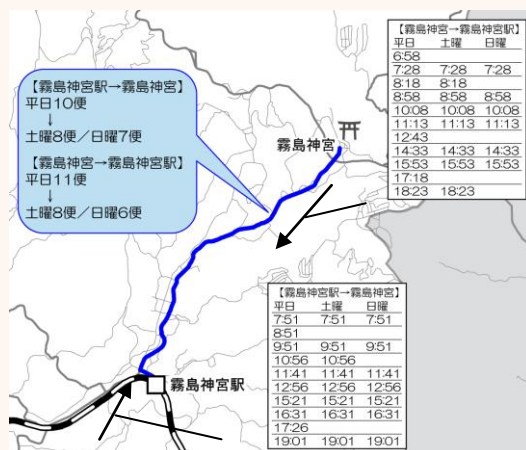 【霧島神宮駅→霧島神宮】
平日10便
↓
土曜8便/日曜7便
【霧島神宮→霧島神宮駅】
平日11便
↓
土曜8便/日曜6便
霧島神宮
【霧島神宮→霧島神宮駅】
平日 土曜 日曜
6:58
7:28 7:28 7:28
8:18 8:18
8:58 8:58 8:58
10:08 10:08 10:08
11:13 11:13 11:13
12:43
14:33 14:33 14:33
15:53 15:53 15:53
17:18
18:23 18:23
【霧島神宮駅→霧島神宮】
平日 土曜 日曜
7:51 7:51 7:51
8:51
9:51 9:51 9:51
10:56 10:56
11:41 11:41 11:41
12:56 12:56 12:56
15:21 15:21 15:21
16:31 16:31 16:31
17:26
19:01 19:01 19:01
霧島神宮駅